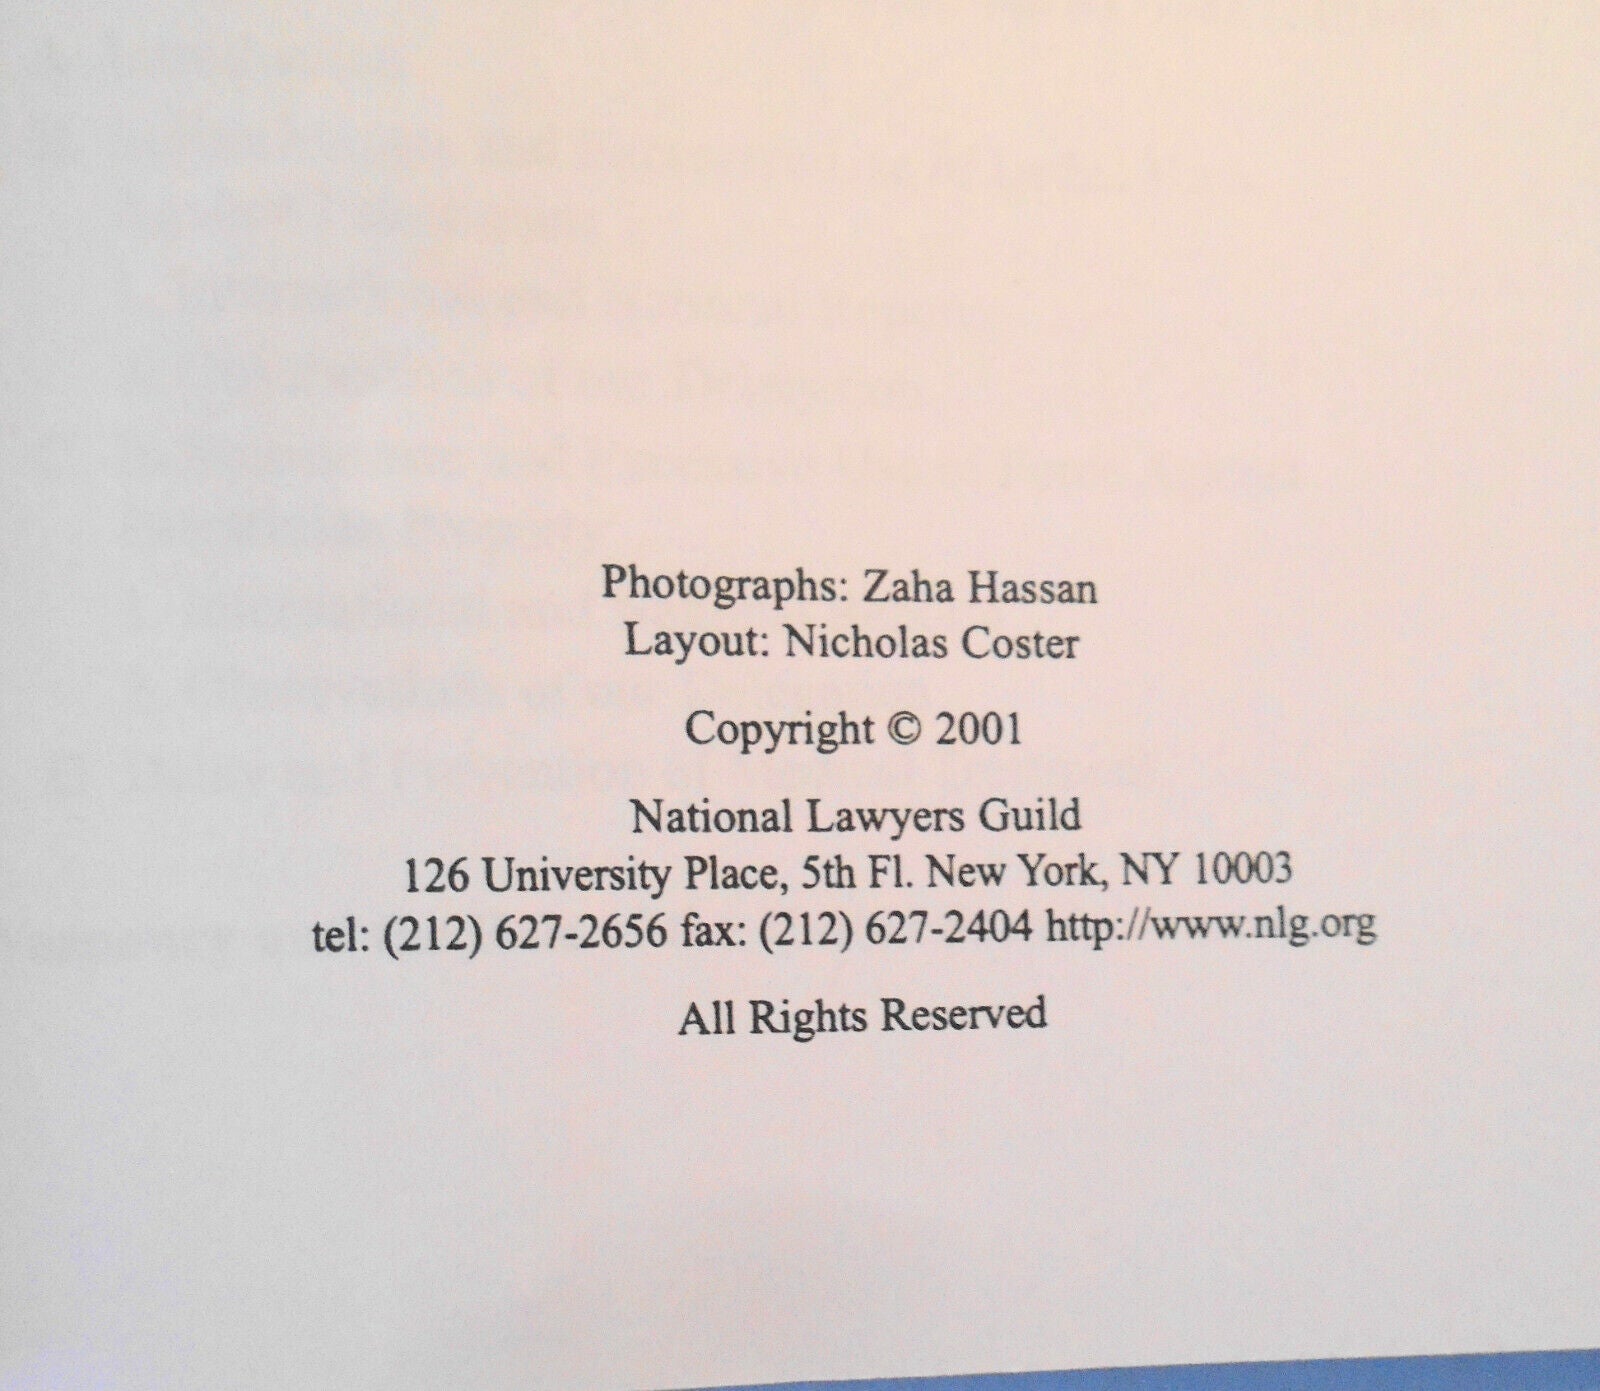 Photographs: Zaha Hassan
Layout: Nicholas Coster
Copyright © 2001
National Lawyers Guild
126 University Place, 5th Fl. New York, NY 10003
tel: (212) 627-2656 fax: (212) 627-2404 http://www.nlg.org
All Rights Reserved